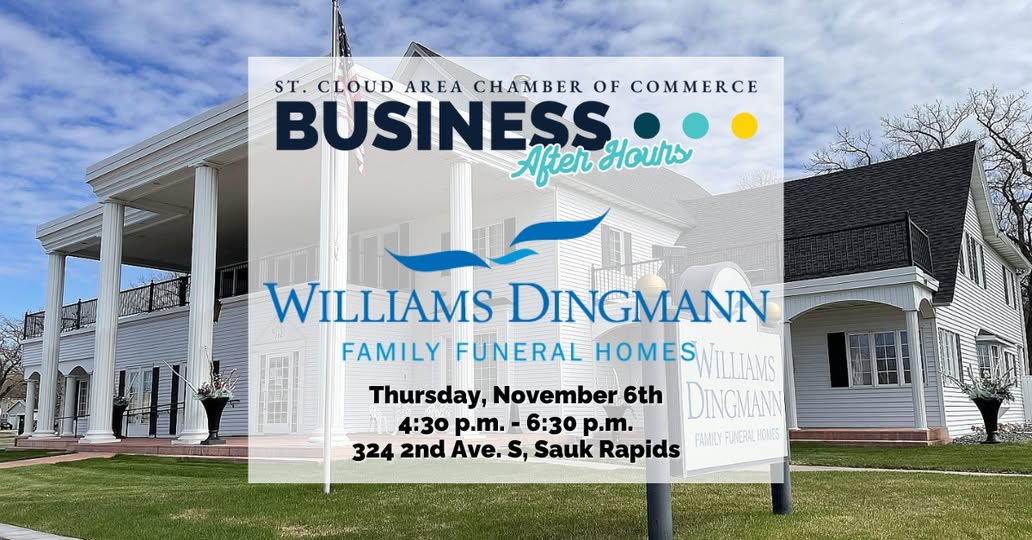 ST. CLOUD AREA CHAMBER OF COMMERCE
BUSINESS
After Hours
WILLIAMS DINGMANN
FAMILY FUNERAL HOMES
Thursday, November 6th
4:30 p.m. - 6:30 p.m.
324 2nd Ave. S, Sauk Rapids
WILLIAMS
DINGMANN
FAMILY FUNERAL HOMES